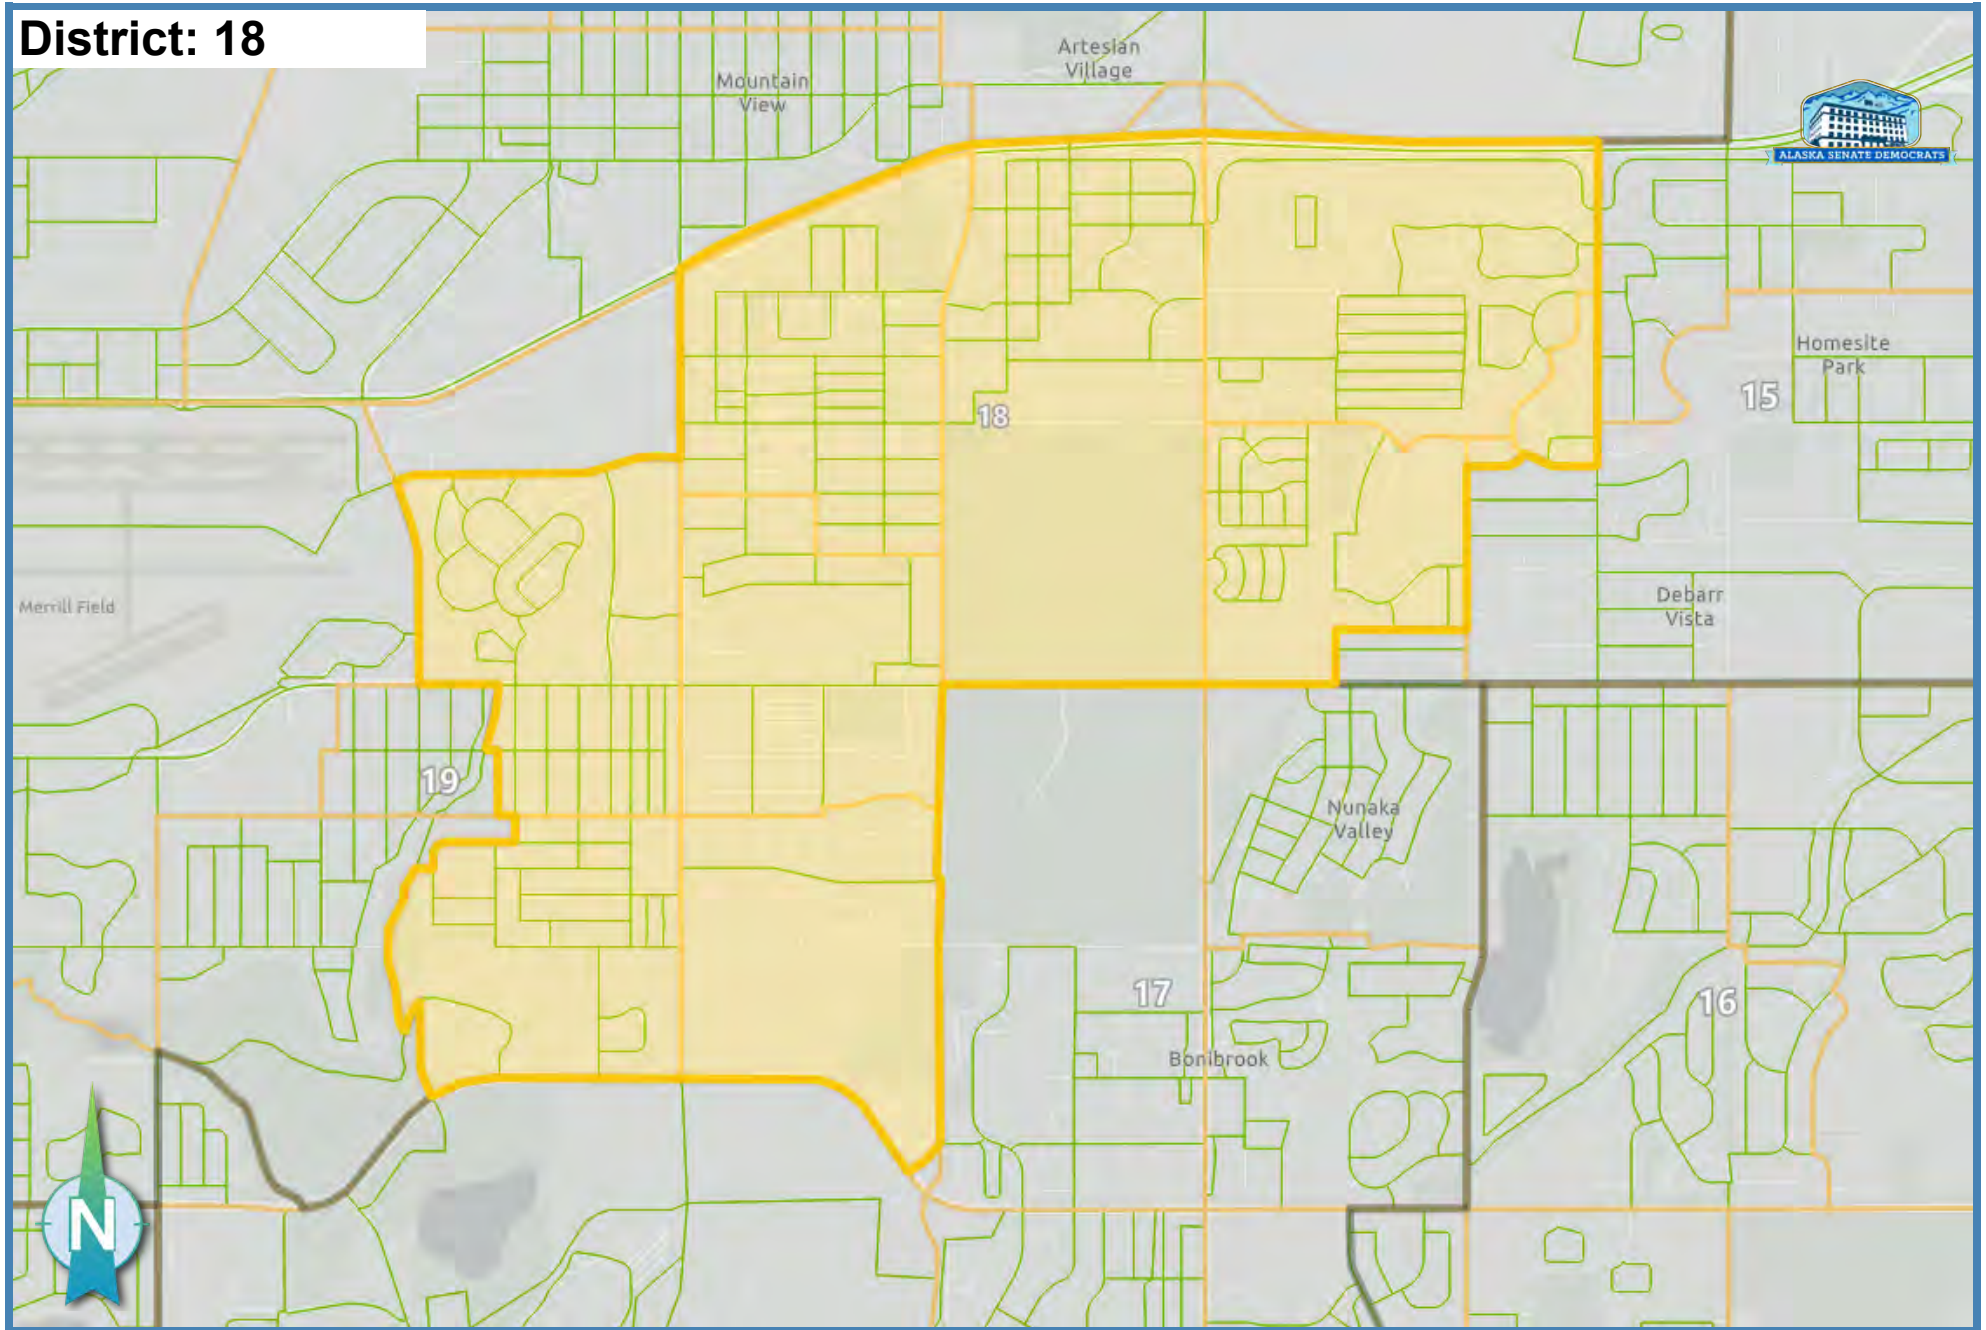 District: 18
Artesian
Village
Mountain
View
ALASKA SENATE DEMOCRATS
Homesite
Park
15
18
Merrill Field
Debarr
Vista
19
Nunaka
Valley
17
16
Bonibrook
N